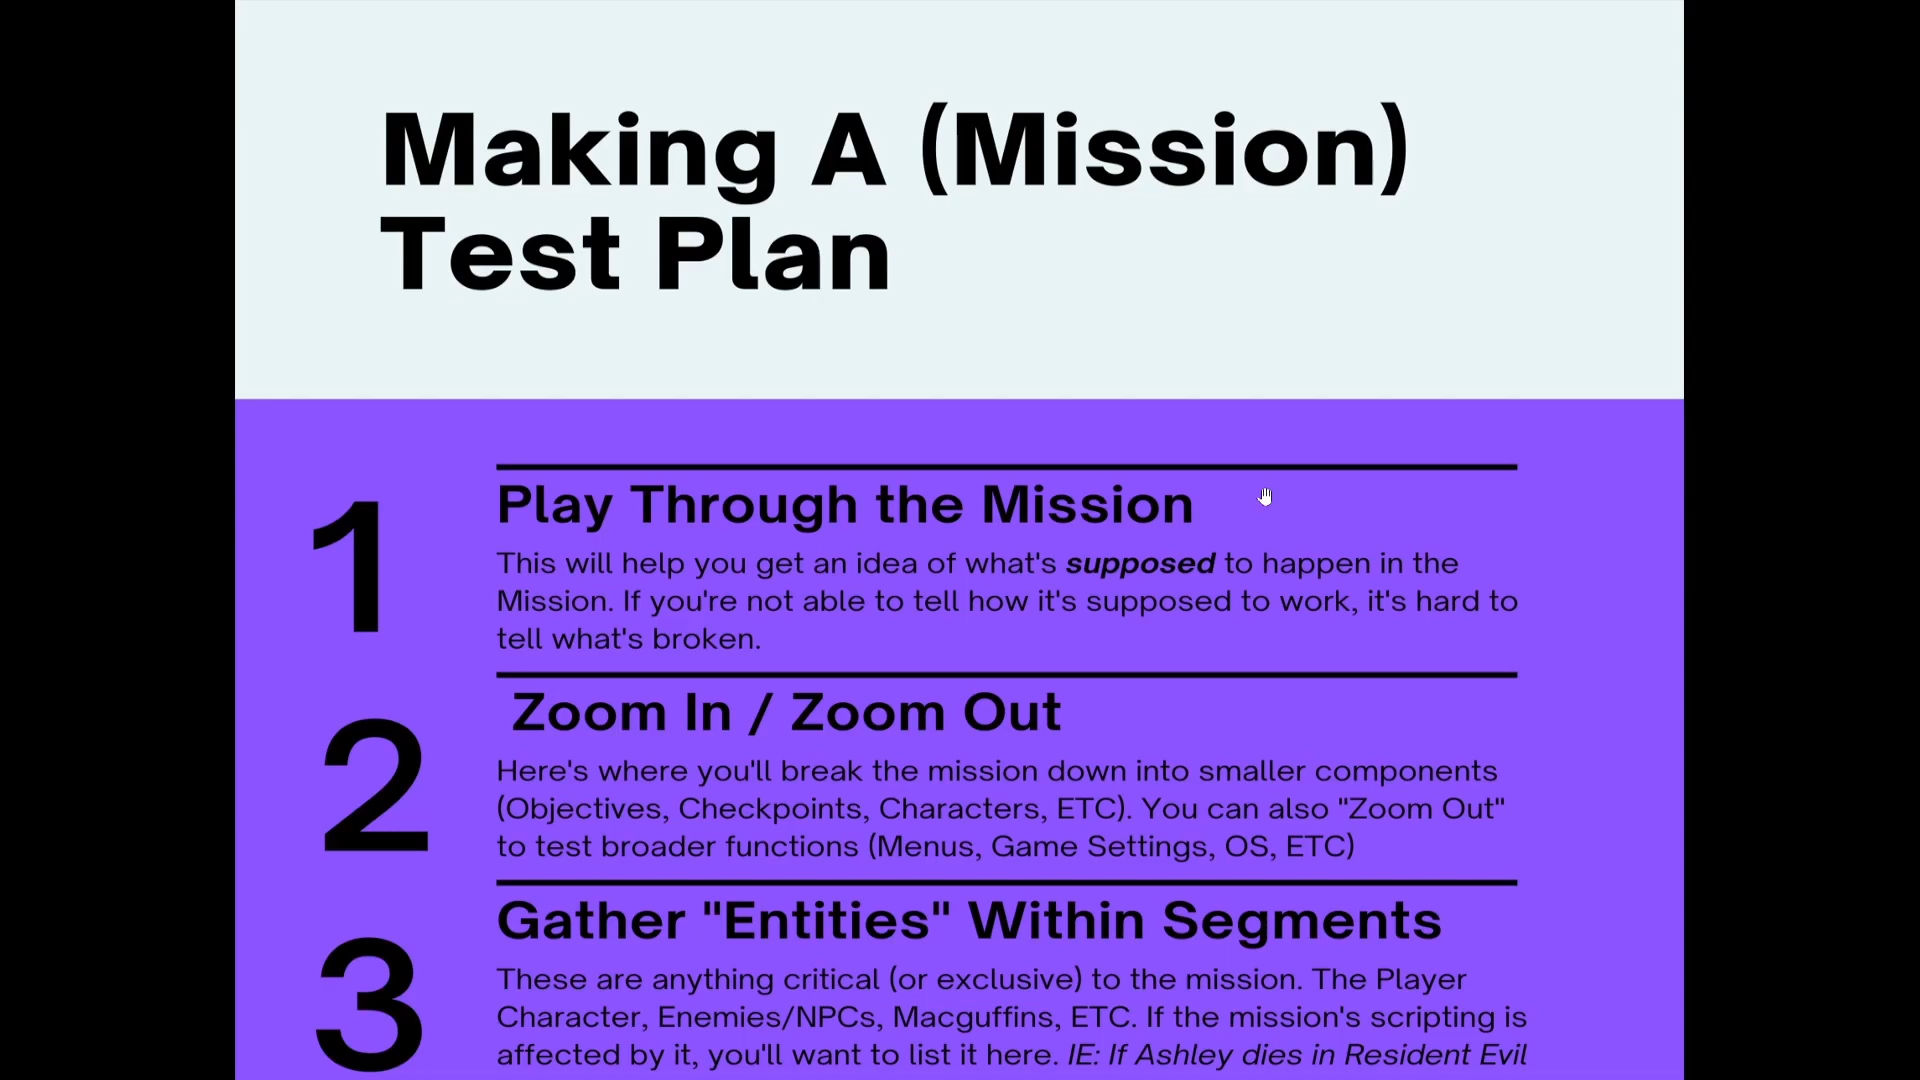 Making A (Mission)
Test Plan
1
Play Through the Mission
This will help you get an idea of what's supposed to happen in the
Mission. If you're not able to tell how it's supposed to work, it's hard to
tell what's broken.
2
Zoom In / Zoom Out
Here's where you'll break the mission down into smaller components
(Objectives, Checkpoints, Characters, ETC). You can also "Zoom Out"
to test broader functions (Menus, Game Settings, OS, ETC)
3
Gather "Entities" Within Segments
These are anything critical (or exclusive) to the mission. The Player
Character, Enemies/NPCs, Macguffins, ETC. If the mission's scripting is
affected by it, you'll want to list it here. IE: If Ashley dies in Resident Evil